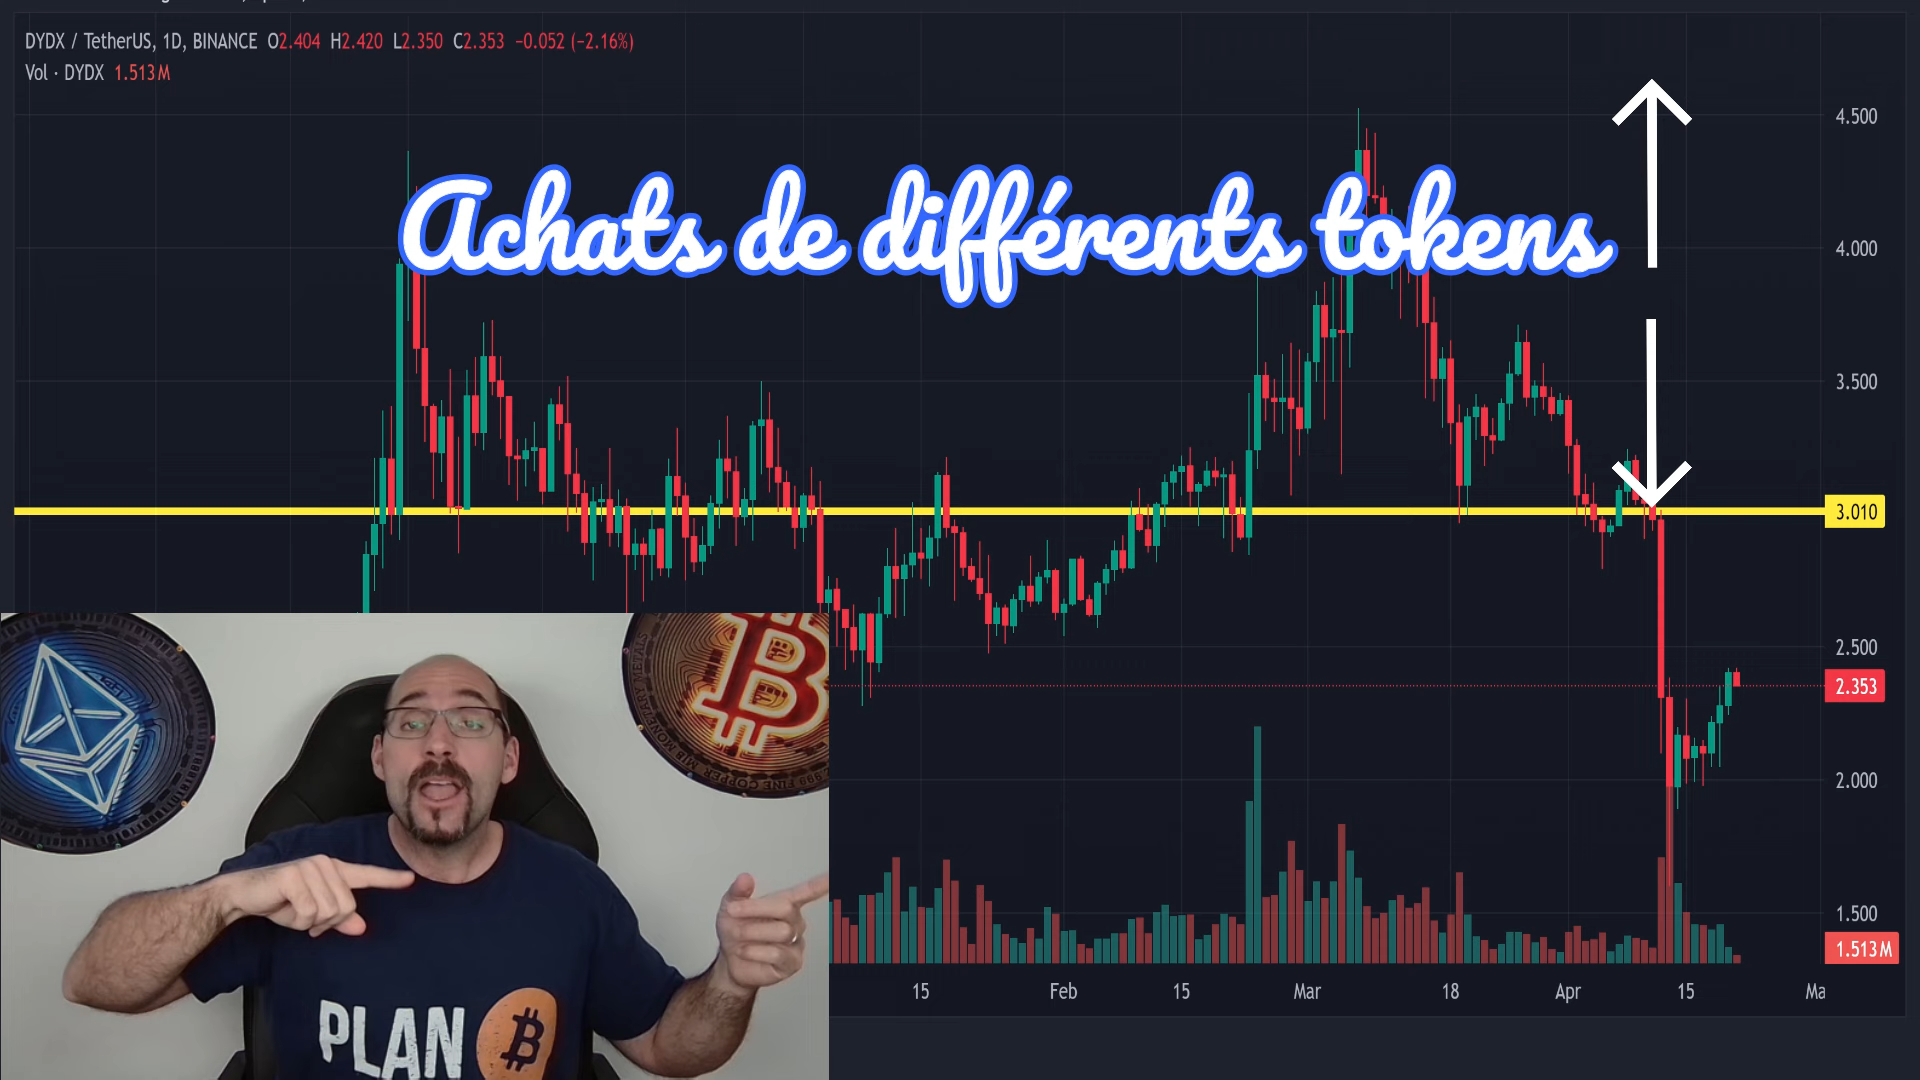 DYDX / TetherUS, 1D, BINANCE O2.404 H2.420 L2.350 C2.353 −0.052 (−2.16%)
Vol · DYDX 1.513M
Achats de différents tokens
4.500
4.000
3.500
3.010
2.500
2.353
2.000
1.500
1.513M
15
Feb
15
Mar
18
Apr
15
Ma
PLAN ₿